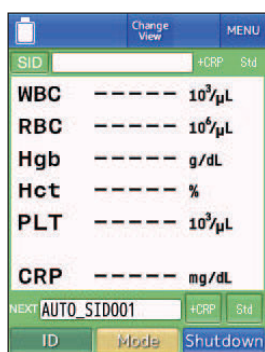 Change
View
MENU
SID +CRP Std
WBC ----- 10³/µL
RBC ----- 10⁶/µL
Hgb ----- g/dL
Hct ----- %
PLT ----- 10³/µL
CRP ----- mg/dL
NEXT AUTO_SID001 +CRP Std
ID Mode Shutdown